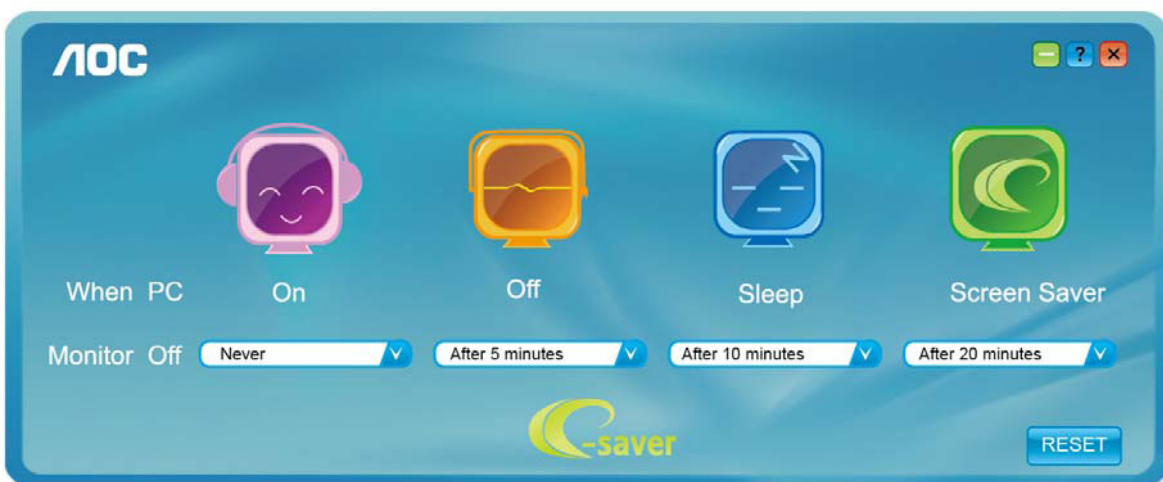 AOC
?
When PC On Off Sleep Screen Saver
Monitor Off Never After 5 minutes After 10 minutes After 20 minutes
e-saver
RESET